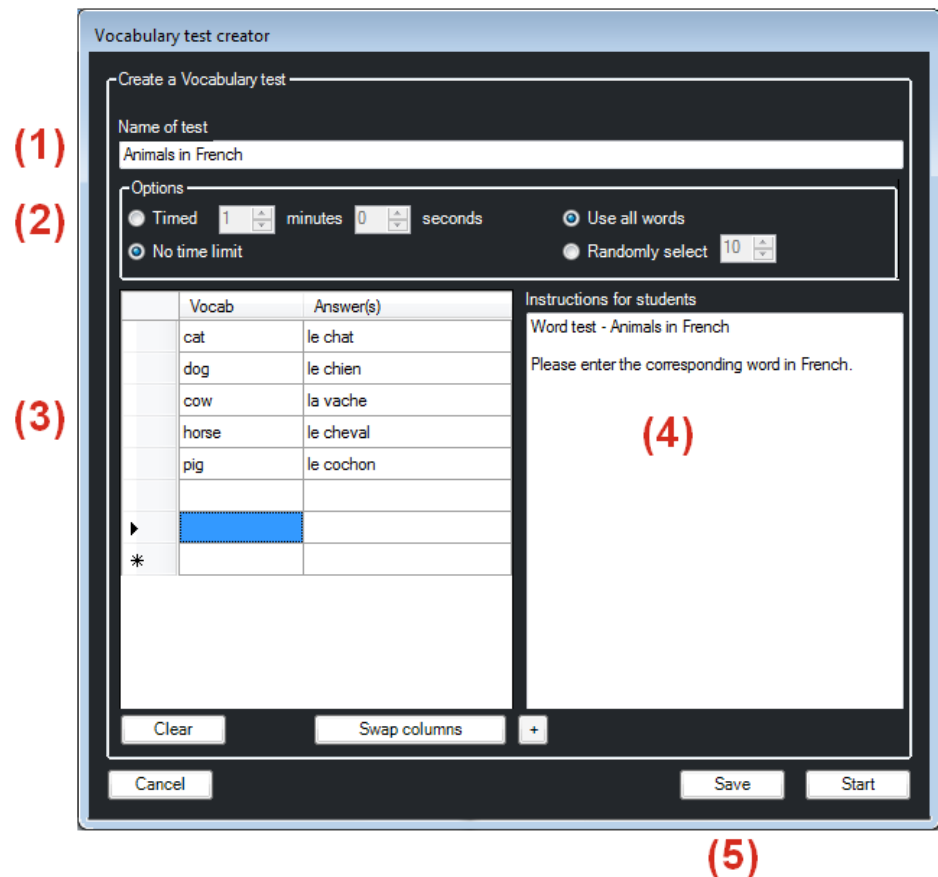 Vocabulary test creator
Create a Vocabulary test
Name of test
(1)
Animals in French
Options
(2)
Timed 1 minutes 0 seconds Use all words
No time limit Randomly select 10
Vocab Answer(s) Instructions for students
cat le chat Word test - Animals in French
dog le chien Please enter the corresponding word in French.
cow la vache
(3)
horse le cheval (4)
pig le cochon
*
Clear Swap columns +
Cancel Save Start
(5)